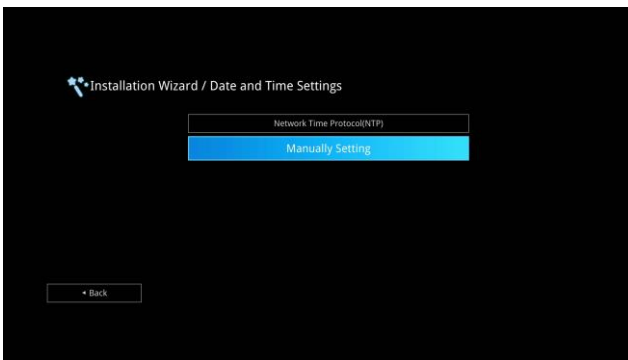 Installation Wizard / Date and Time Settings
Network Time Protocol(NTP)
Manually Setting
Back